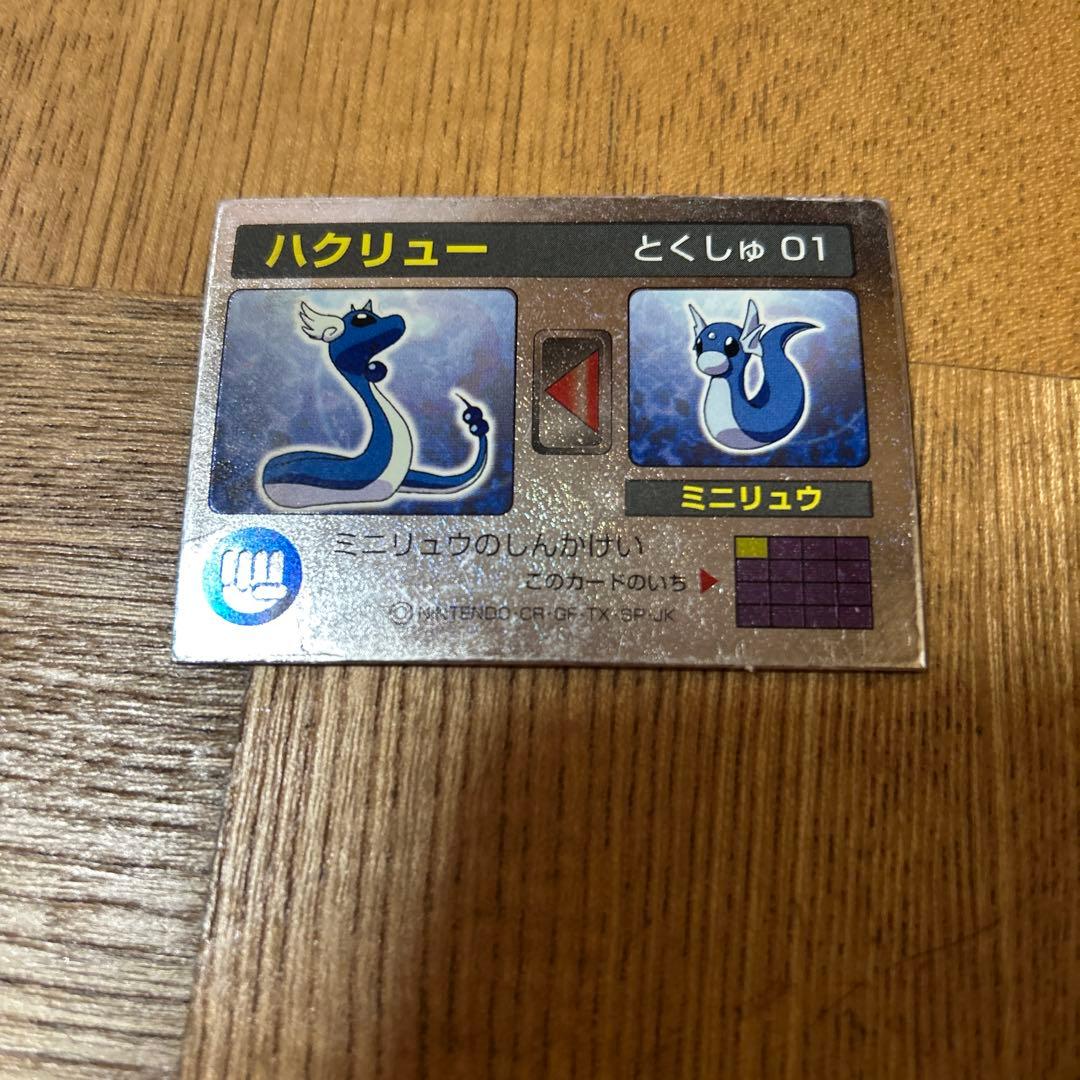 ハクリュー とくしゅ 01
ミニリュウ
ミニリュウのしんかけい
このカードのいち
©NINTENDO・CR・GF・TX・SP・JK